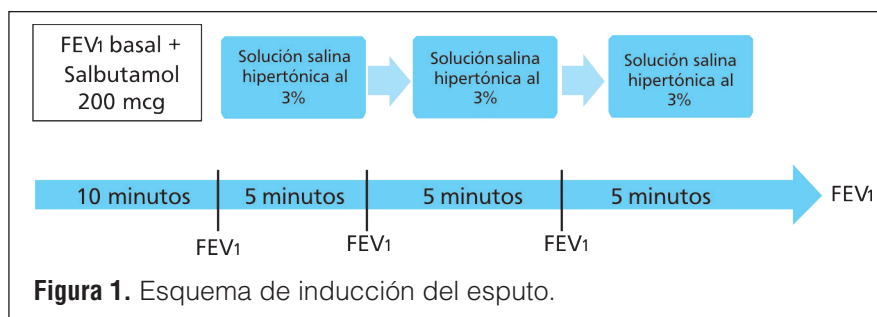 FEV1 basal +
Salbutamol
200 mcg
Solución salina
hipertónica al
3%
Solución salina
hipertónica al
3%
Solución salina
hipertónica al
3%
10 minutos
5 minutos
5 minutos
5 minutos
FEV1
FEV1
FEV1
FEV1
Figura 1. Esquema de inducción del esputo.